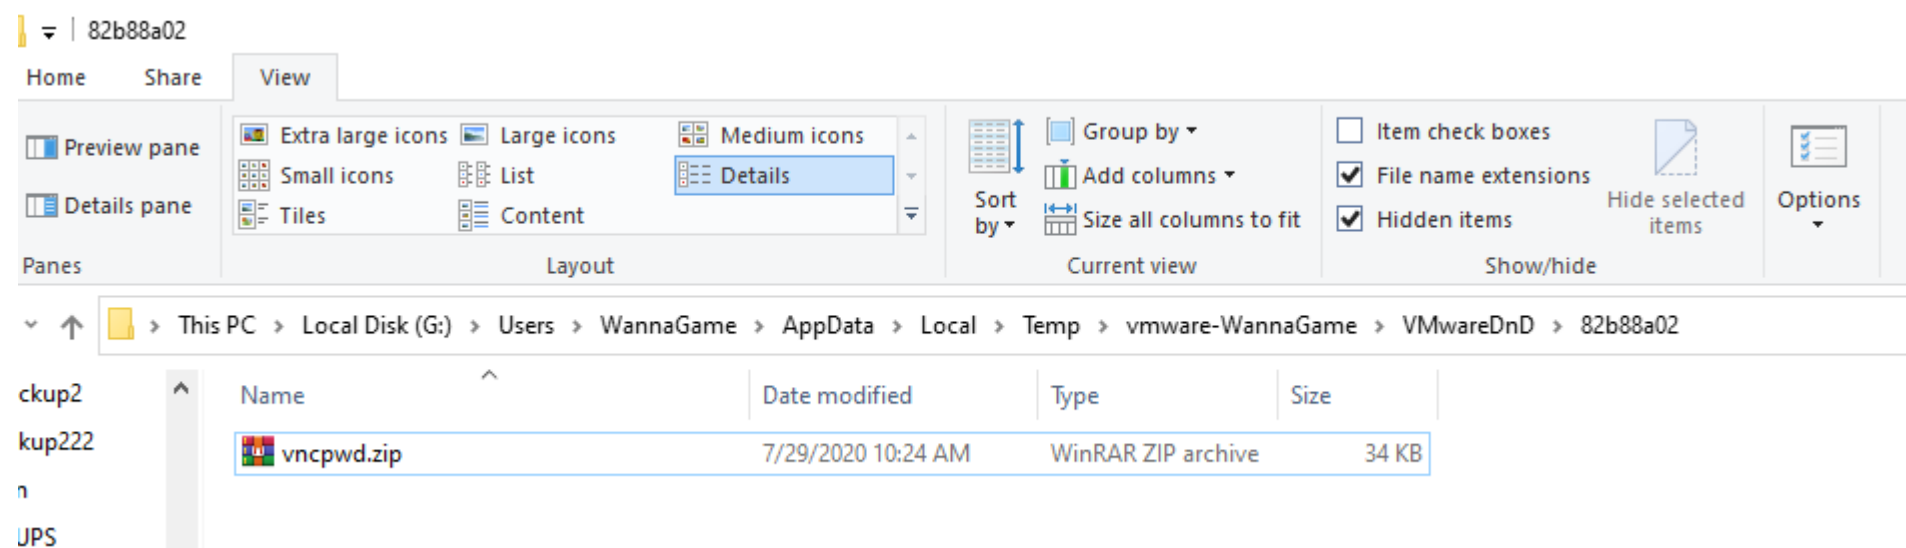 82b88a02
Home Share View
Preview pane
Details pane
Panes
Extra large icons Large icons Medium icons
Small icons List Details
Tiles Content
Layout
Sort by
Group by
Add columns
Size all columns to fit
Current view
Item check boxes
File name extensions
Hidden items
Hide selected items
Show/hide
Options
This PC > Local Disk (G:) > Users > WannaGame > AppData > Local > Temp > vmware-WannaGame > VMwareDnD > 82b88a02
ckup2
kup222
n
UPS
Name Date modified Type Size
vncpwd.zip 7/29/2020 10:24 AM WinRAR ZIP archive 34 KB